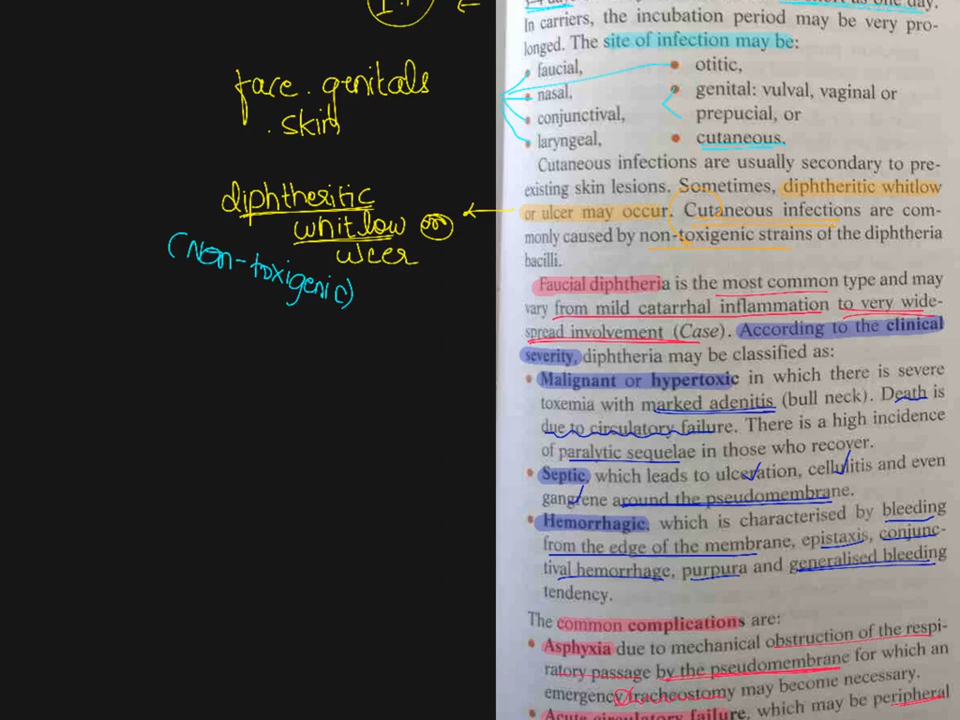 face . genitals
. skin
diphtheritic
whitlow or
ulcer
(Non-toxigenic)
In carriers, the incubation period may be very pro-
longed. The site of infection may be:
• faucial,
• nasal,
• conjunctival,
• laryngeal,
• otitic,
• genital: vulval, vaginal or
prepucial, or
• cutaneous.
Cutaneous infections are usually secondary to pre-
existing skin lesions. Sometimes, diphtheritic whitlow
or ulcer may occur. Cutaneous infections are com-
monly caused by non-toxigenic strains of the diphtheria
bacilli.
Faucial diphtheria is the most common type and may
vary from mild catarrhal inflammation to very wide-
spread involvement (Case). According to the clinical
severity, diphtheria may be classified as:
• Malignant or hypertoxic in which there is severe
toxemia with marked adenitis (bull neck). Death is
due to circulatory failure. There is a high incidence
of paralytic sequelae in those who recover.
• Septic, which leads to ulceration, cellulitis and even
gangrene around the pseudomembrane.
• Hemorrhagic, which is characterised by bleeding
from the edge of the membrane, epistaxis, conjunc-
tival hemorrhage, purpura and generalised bleeding
tendency.
The common complications are:
• Asphyxia due to mechanical obstruction of the respi-
ratory passage by the pseudomembrane for which an
emergency tracheostomy may become necessary.
• Acute circulatory failure, which may be peripheral